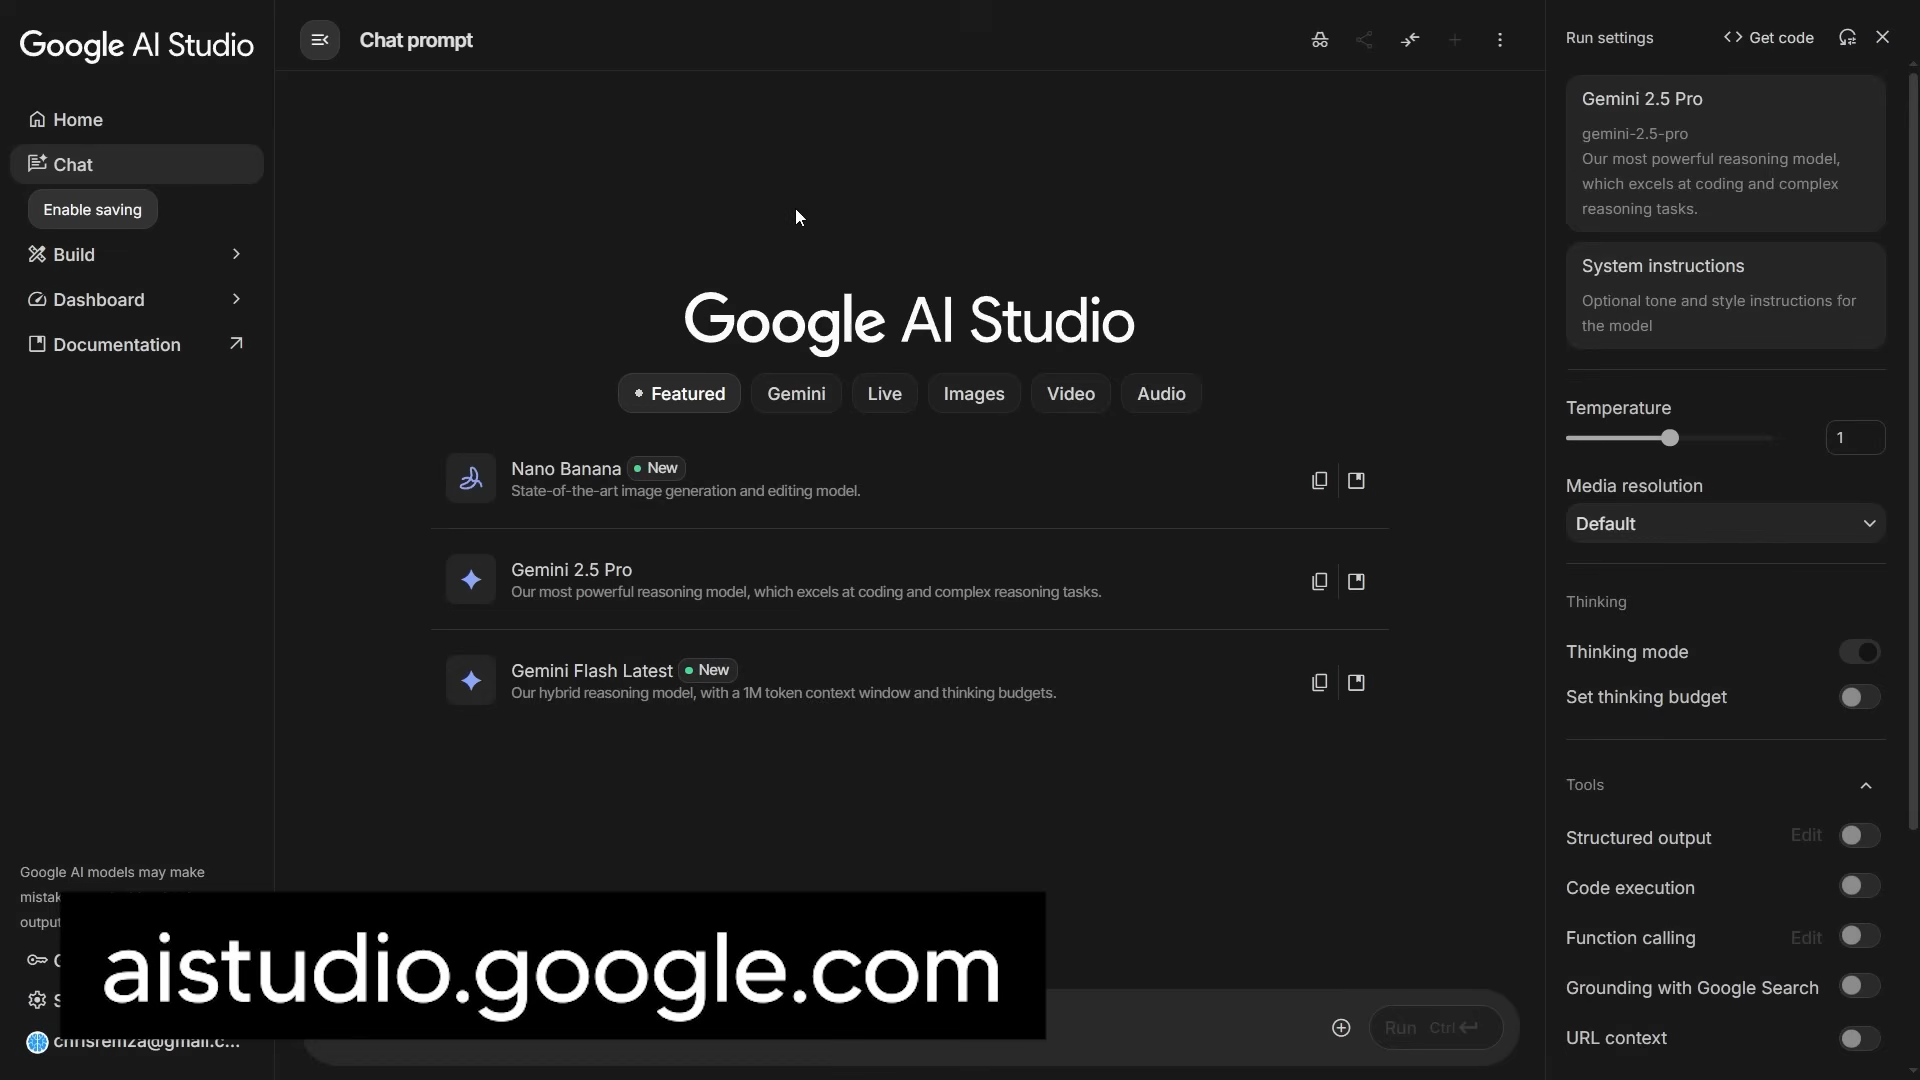 Google AI Studio
Home
Chat
Enable saving
Build
Dashboard
Documentation
Google AI models may make
output
chrisremza@gmail.c...
Chat prompt
Google AI Studio
Featured
Gemini
Live
Images
Video
Audio
Nano Banana New
State-of-the-art image generation and editing model.
Gemini 2.5 Pro
Our most powerful reasoning model, which excels at coding and complex reasoning tasks.
Gemini Flash Latest New
Our hybrid reasoning model, with a 1M token context window and thinking budgets.
aistudio.google.com
Run Ctrl
Run settings
Get code
Gemini 2.5 Pro
gemini-2.5-pro
Our most powerful reasoning model,
which excels at coding and complex
reasoning tasks.
System instructions
Optional tone and style instructions for
the model
Temperature
1
Media resolution
Default
Thinking
Thinking mode
Set thinking budget
Tools
Structured output Edit
Code execution
Function calling Edit
Grounding with Google Search
URL context